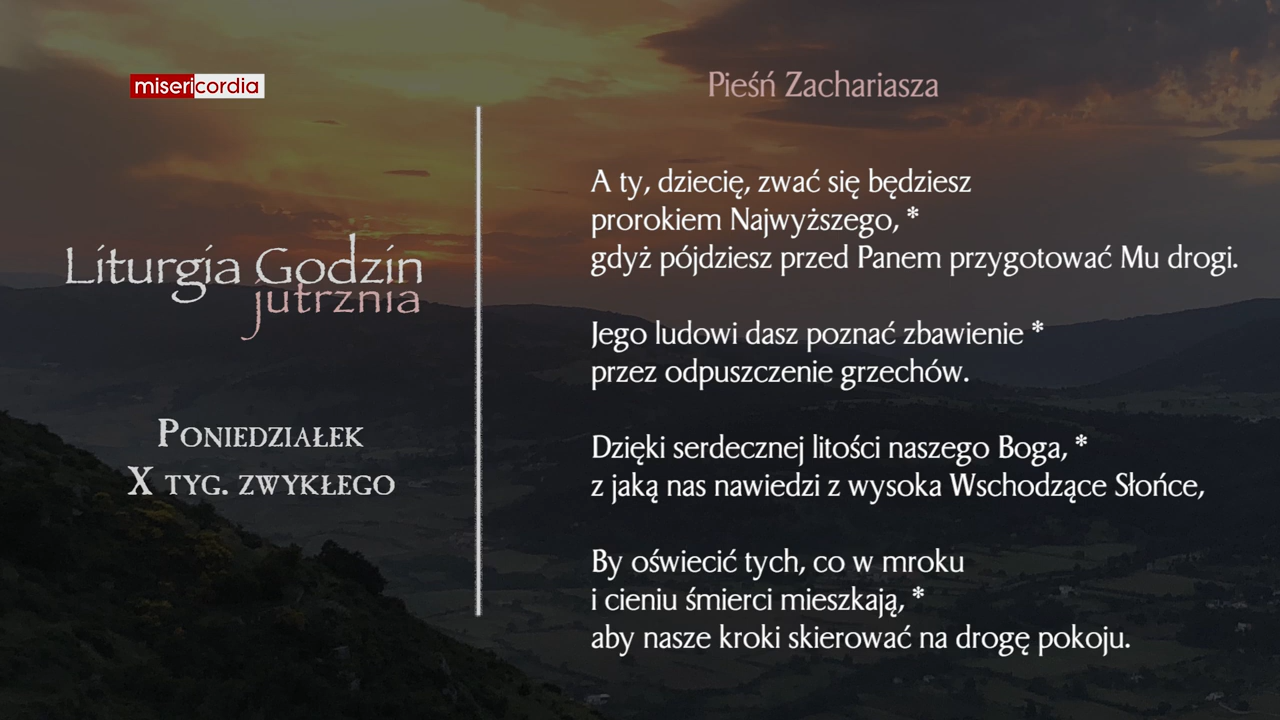 misericordia
Liturgia Godzin
jutrznia
Poniedziałek
X tyg. zwykłego
Pieśń Zachariasza
A ty, dziecię, zwać się będziesz
prorokiem Najwyższego, *
gdyż pójdziesz przed Panem przygotować Mu drogi.
Jego ludowi dasz poznać zbawienie *
przez odpuszczenie grzechów.
Dzięki serdecznej litości naszego Boga, *
z jaką nas nawiedzi z wysoka Wschodzące Słońce,
By oświecić tych, co w mroku
i cieniu śmierci mieszkają, *
aby nasze kroki skierować na drogę pokoju.